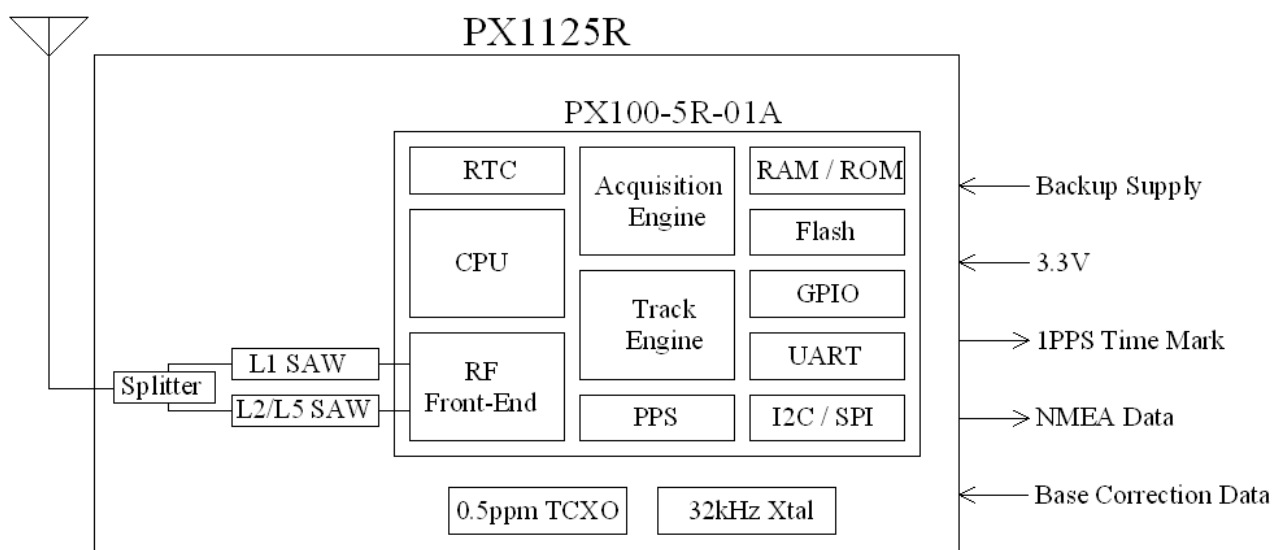 PX1125R
PX100-5R-01A
RTC
Acquisition
Engine
RAM / ROM
Flash
CPU
Track
Engine
GPIO
UART
RF
Front-End
PPS
I2C / SPI
L1 SAW
Splitter
L2/L5 SAW
0.5ppm TCXO
32kHz Xtal
Backup Supply
3.3V
1PPS Time Mark
NMEA Data
Base Correction Data